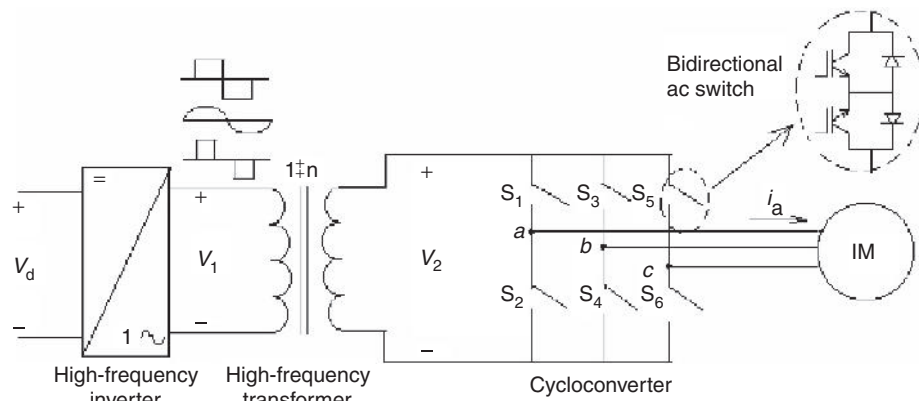 Bidirectional
ac switch
1:n
=
+
+
+
S1 S3 S5
ia
Vd
V1
V2
a
b
c
IM
S2 S4 S6
−
−
−
1
High-frequency
inverter
High-frequency
transformer
Cycloconverter